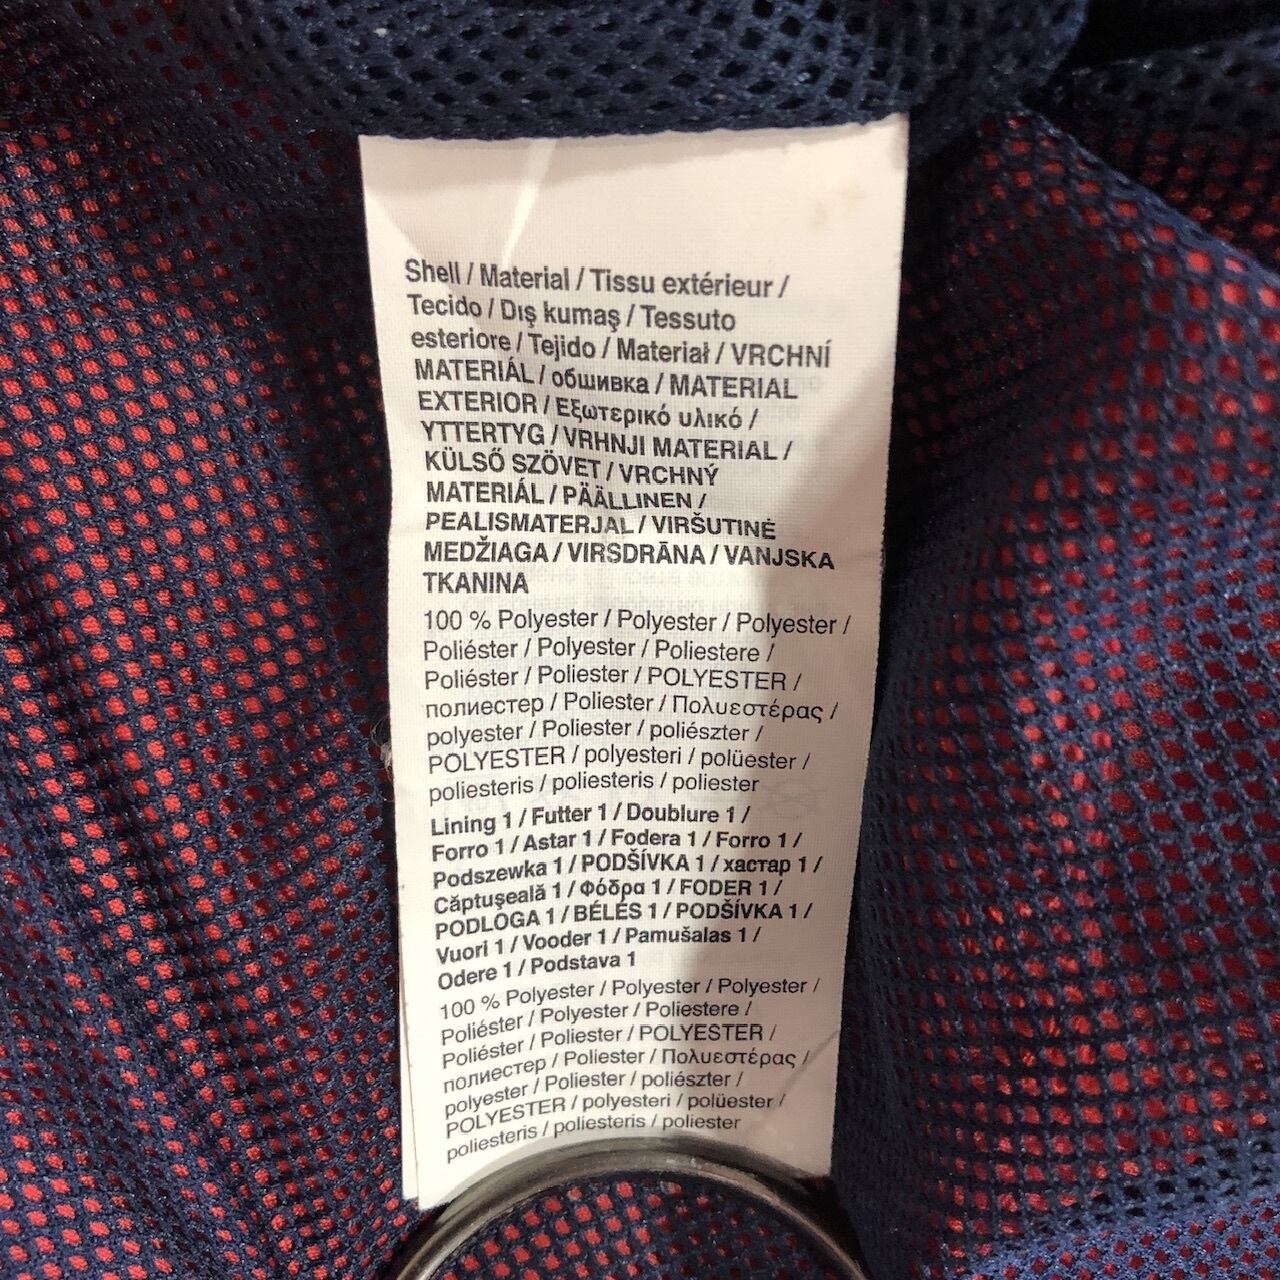 Shell / Material / Tissu extérieur /
Tecido / Dış kumaş / Tessuto
esteriore / Tejido / Materiał / VRCHNÍ
MATERIÁL / обшивка / MATERIAL
EXTERIOR / Εξωτερικό υλικό /
YTTERTYG / VRHNJI MATERIAL /
KÜLSŐ SZÖVET / VRCHNÝ
MATERIÁL / PÄÄLLINEN /
PEALISMATERJAL / VIRŠUTINĖ
MEDŽIAGA / VIRSDRĀNA / VANJSKA
TKANINA
100 % Polyester / Polyester / Polyester /
Poliéster / Polyester / Poliestere /
Poliéster / Poliester / POLYESTER /
полиестер / Poliester / Πολυεστέρας /
polyester / Poliester / poliészter /
POLYESTER / polyesteri / polüester /
poliesteris / poliesteris / poliester
Lining 1 / Futter 1 / Doublure 1 /
Forro 1 / Astar 1 / Fodera 1 / Forro 1 /
Podszewka 1 / PODŠÍVKA 1 / хастар 1 /
Căptuşeală 1 / Φόδρα 1 / FODER 1 /
PODLOGA 1 / BÉLÉS 1 / PODŠÍVKA 1 /
Vuori 1 / Vooder 1 / Pamušalas 1 /
Odere 1 / Podstava 1
100 % Polyester / Polyester / Polyester /
Poliéster / Polyester / Poliestere /
Poliéster / Poliester / POLYESTER /
полиестер / Poliester / Πολυεστέρας /
polyester / Poliester / poliészter /
POLYESTER / polyesteri / polüester /
poliesteris / poliesteris / poliester